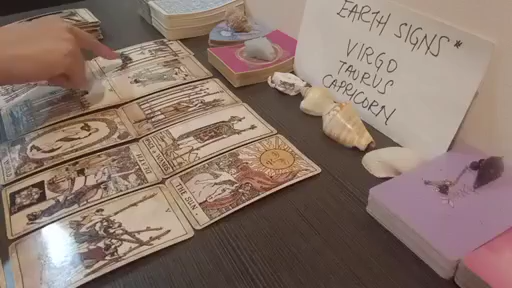 EARTH SIGNS*
VIRGO
TAURUS
CAPRICORN
THE SUN
V